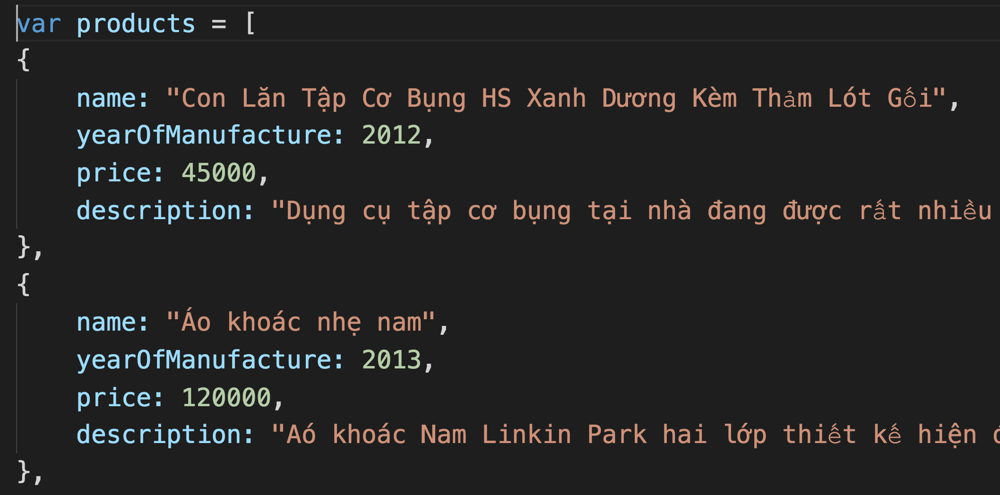 var products = [
{
name: "Con Lăn Tập Cơ Bụng HS Xanh Dương Kèm Thảm Lót Gối",
yearOfManufacture: 2012,
price: 45000,
description: "Dụng cụ tập cơ bụng tại nhà đang được rất nhiều
},
{
name: "Áo khoác nhẹ nam",
yearOfManufacture: 2013,
price: 120000,
description: "Aó khoác Nam Linkin Park hai lớp thiết kế hiện
},